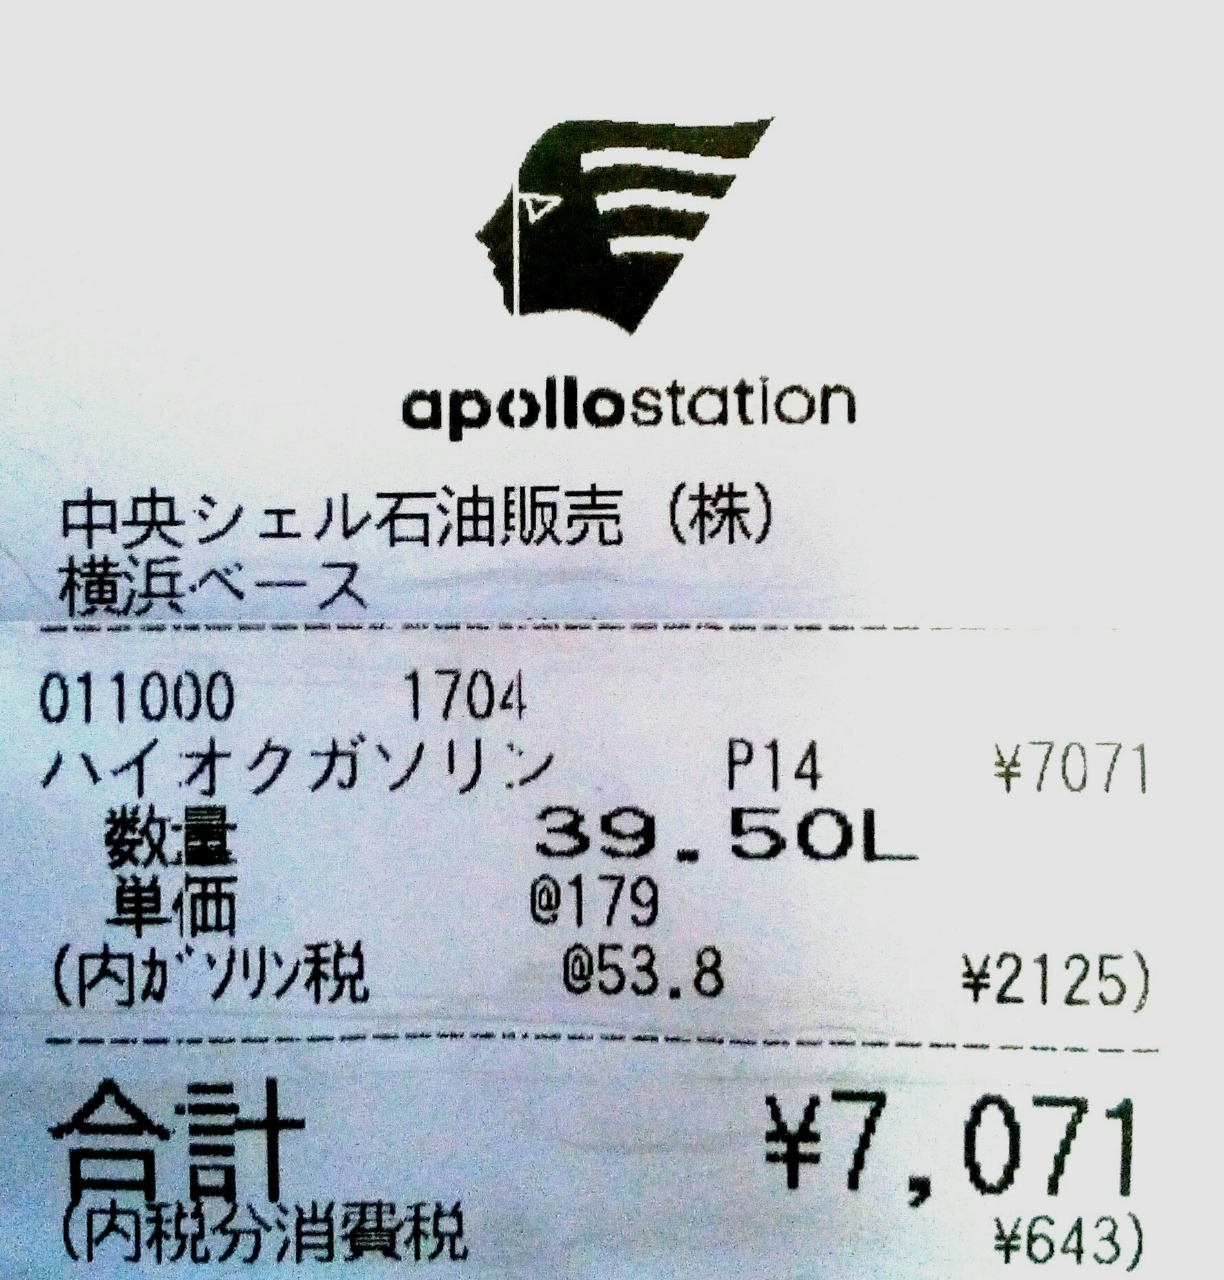 apollostation
中央シェル石油販売（株）
横浜ベース
011000 1704
ハイオクガソリン P14 ¥7071
数量 39.50L
単価 @179
(内ｶﾞｿﾘﾝ税 @53.8 ¥2125)
合計 ¥7,071
(内税分消費税 ¥643)